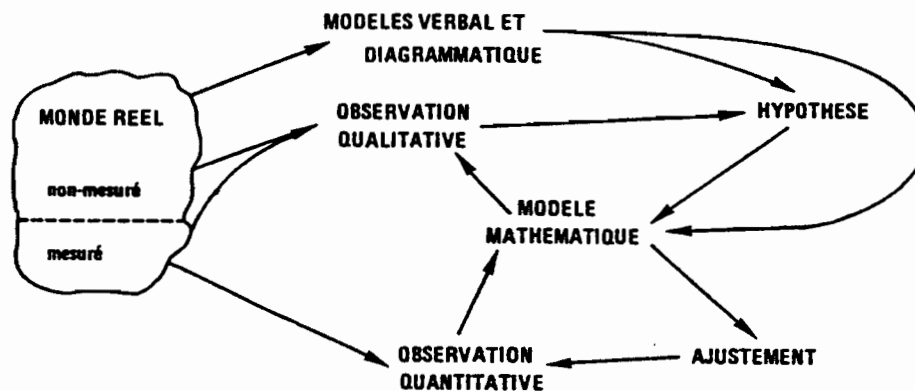 MODELES VERBAL ET
DIAGRAMMATIQUE
MONDE REEL
OBSERVATION
QUALITATIVE
HYPOTHESE
non-mesuré
MODELE
MATHEMATIQUE
mesuré
OBSERVATION
QUANTITATIVE
AJUSTEMENT